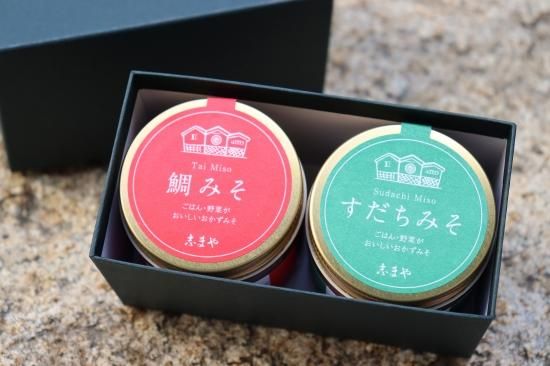 Tai Miso
鯛みそ
ごはん・野菜が
おいしいおかずみそ
志まや
Sudachi Miso
すだちみそ
ごはん・野菜が
おいしいおかずみそ
志まや